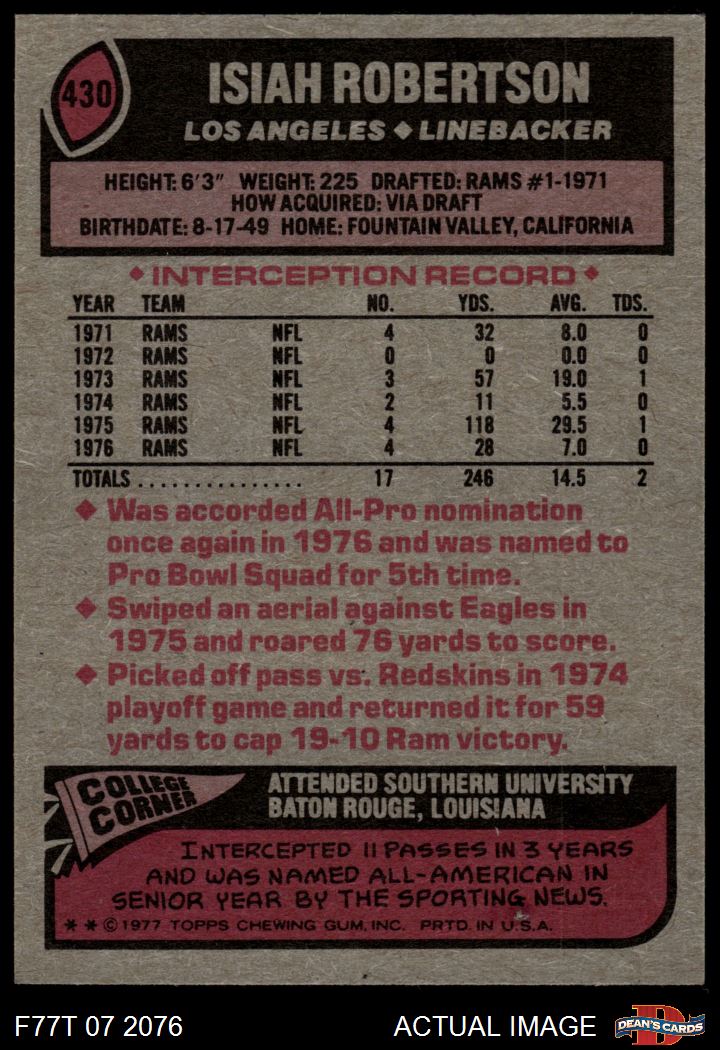 430
ISIAH ROBERTSON
LOS ANGELES ◆ LINEBACKER
HEIGHT: 6'3" WEIGHT: 225 DRAFTED: RAMS #1-1971
HOW ACQUIRED: VIA DRAFT
BIRTHDATE: 8-17-49 HOME: FOUNTAIN VALLEY, CALIFORNIA
◆ INTERCEPTION RECORD ◆
YEAR TEAM NO. YDS. AVG. TDS.
1971 RAMS NFL 4 32 8.0 0
1972 RAMS NFL 0 0 0.0 0
1973 RAMS NFL 3 57 19.0 1
1974 RAMS NFL 2 11 5.5 0
1975 RAMS NFL 4 118 29.5 1
1976 RAMS NFL 4 28 7.0 0
TOTALS ............... 17 246 14.5 2
◆ Was accorded All-Pro nomination
once again in 1976 and was named to
Pro Bowl Squad for 5th time.
◆ Swiped an aerial against Eagles in
1975 and roared 76 yards to score.
◆ Picked off pass vs. Redskins in 1974
playoff game and returned it for 59
yards to cap 19-10 Ram victory.
COLLEGE
CORNER
ATTENDED SOUTHERN UNIVERSITY
BATON ROUGE, LOUISIANA
INTERCEPTED 11 PASSES IN 3 YEARS
AND WAS NAMED ALL-AMERICAN IN
SENIOR YEAR BY THE SPORTING NEWS.
* * © 1977 TOPPS CHEWING GUM, INC. PRTD. IN U.S.A.
F77T 07 2076
ACTUAL IMAGE
D
DEAN'S CARDS